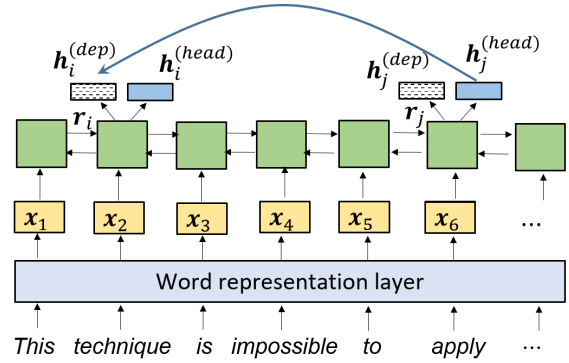 h_i^(dep) h_i^(head) h_j^(dep) h_j^(head)
r_i r_j
x_1 x_2 x_3 x_4 x_5 x_6 ...
Word representation layer
This technique is impossible to apply ...